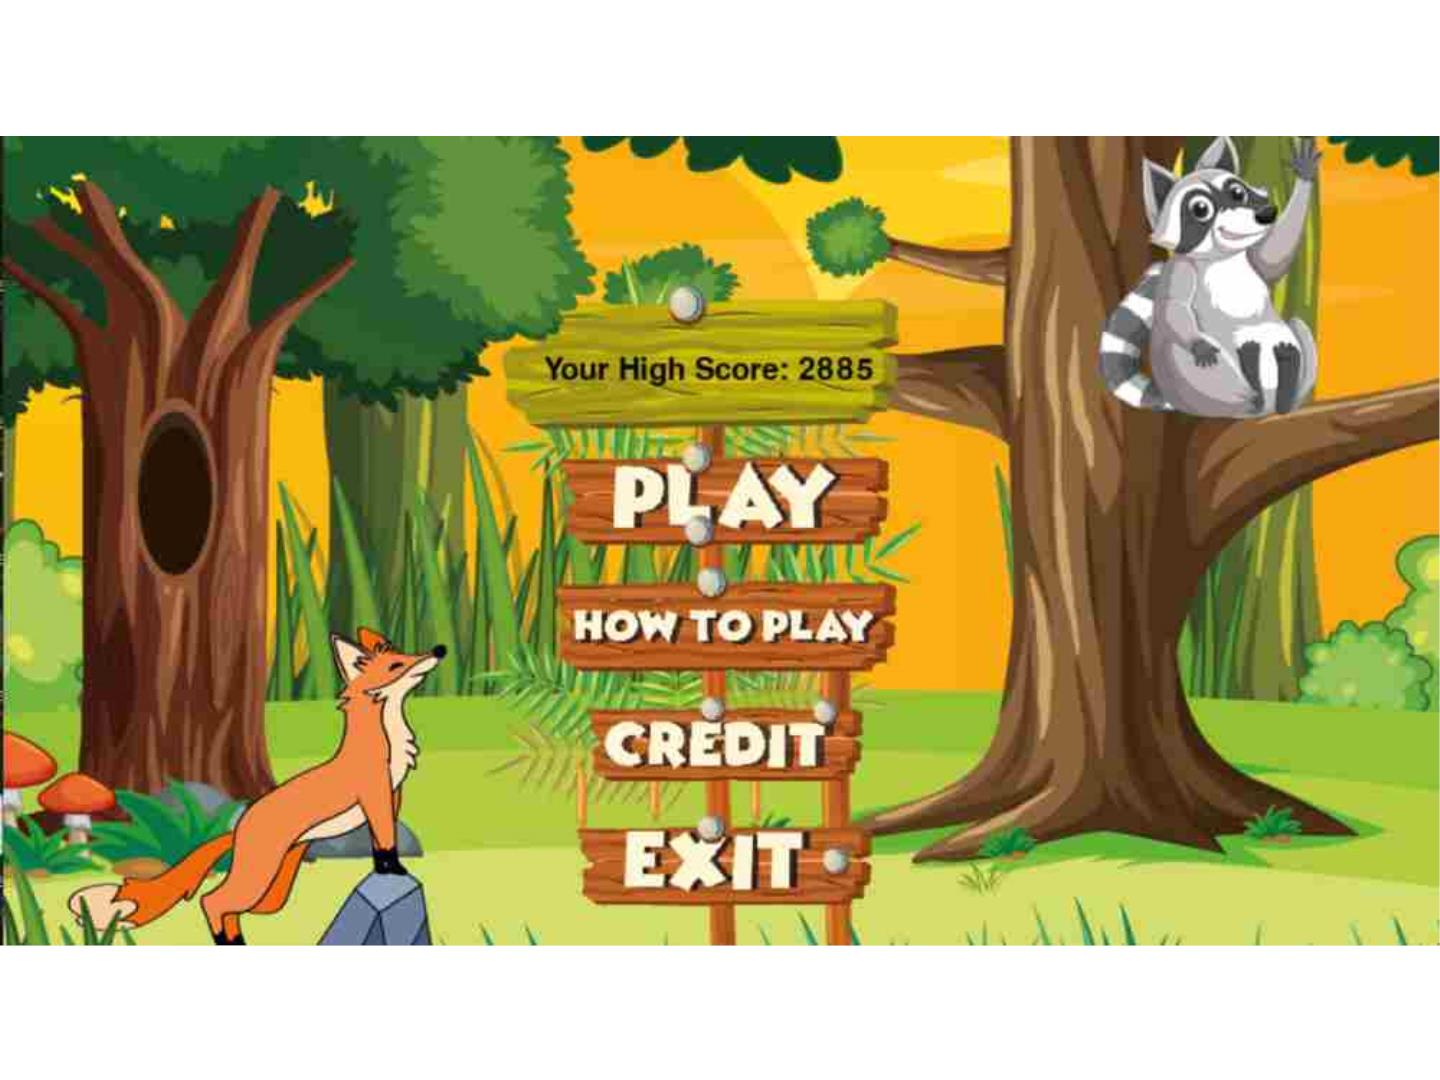 Your High Score: 2885
PLAY
HOW TO PLAY
CREDIT
EXIT